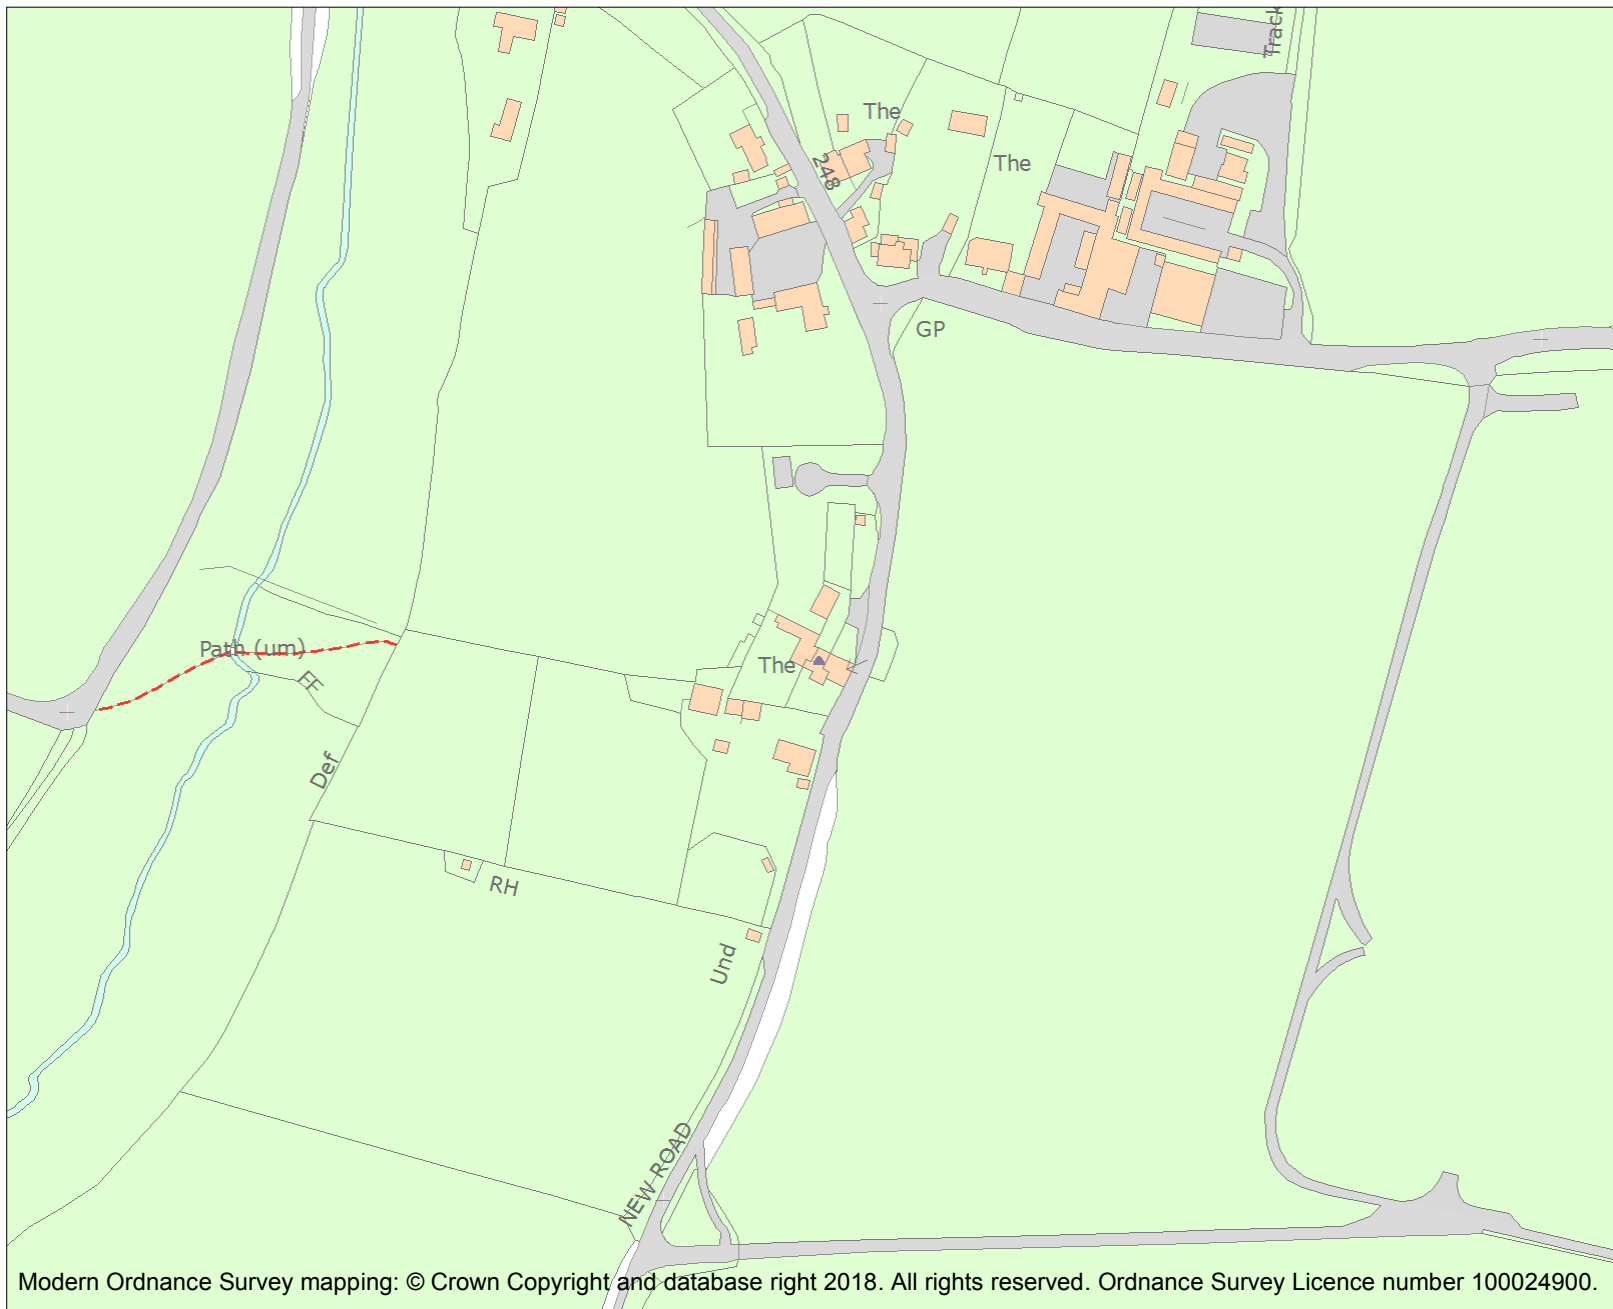 Track
The
The
248
GP
Path (um)
FF
The
Def
RH
Und
NEW ROAD
Modern Ordnance Survey mapping: © Crown Copyright and database right 2018. All rights reserved. Ordnance Survey Licence number 100024900.